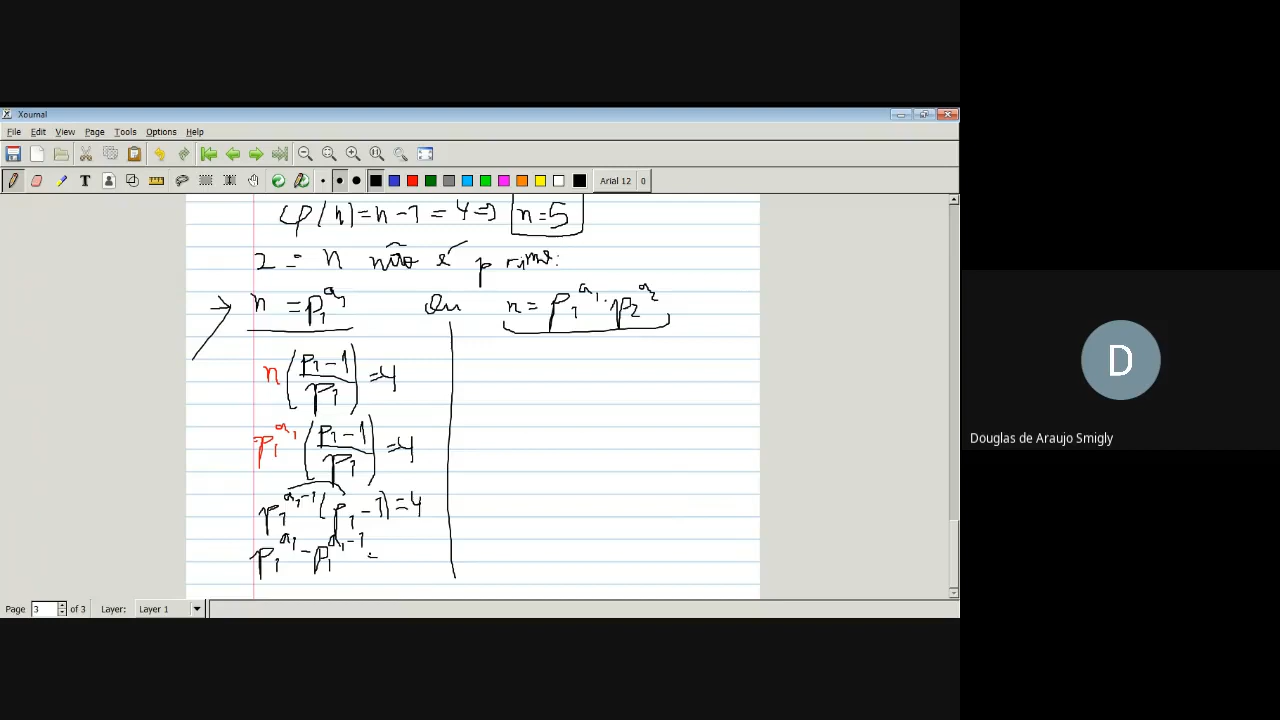 Xournal
File Edit View Page Tools Options Help
Arial 12 0
φ(n)=n-1=4⇒ n=5
2= n não é primo:
n=p₁^α₁ Ou n=p₁^α₁·p₂^α₂
n(p₁-1/p₁)=4
p₁^α₁(p₁-1/p₁)=4
p₁^α₁-1(p₁-1)=4
p₁^α₁-p₁^α₁-1=
D
Douglas de Araujo Smigly
Page 3 of 3 Layer: Layer 1